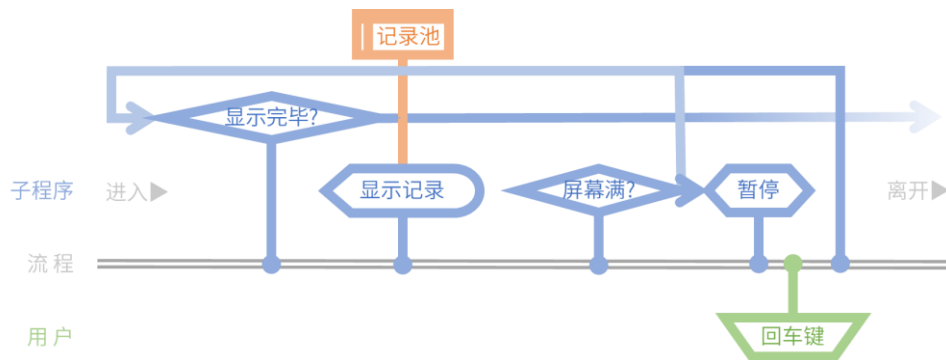 记录池
显示完毕?
子程序
进入▶
显示记录
屏幕满?
暂停
离开▶
流 程
用 户
回车键